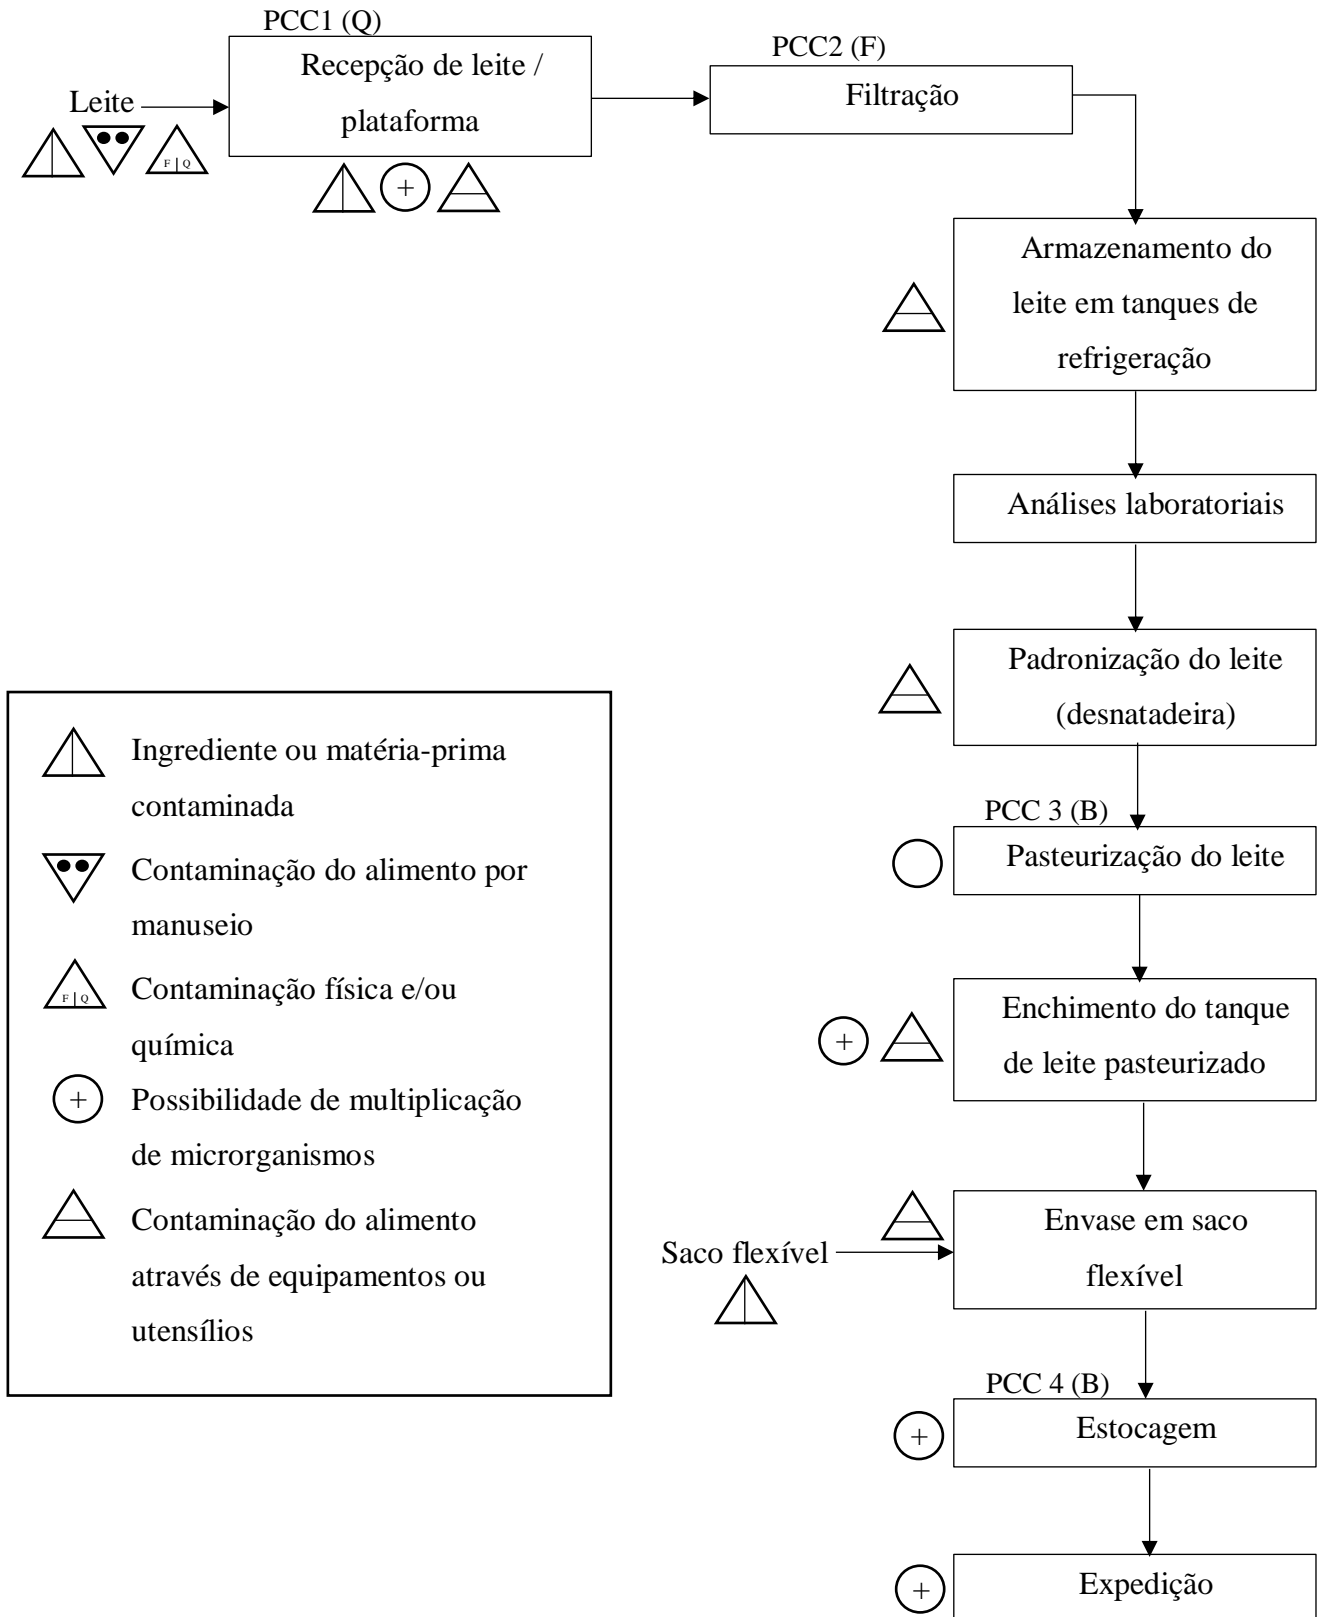 PCC1 (Q)
Recepção de leite /
plataforma
Leite
F | Q
+
PCC2 (F)
Filtração
Armazenamento do
leite em tanques de
refrigeração
Análises laboratoriais
Padronização do leite
(desnatadeira)
PCC 3 (B)
Pasteurização do leite
Enchimento do tanque
de leite pasteurizado
+
Saco flexível
Envase em saco
flexível
PCC 4 (B)
Estocagem
+
Expedição
+
Ingrediente ou matéria-prima
contaminada
Contaminação do alimento por
manuseio
F | Q
Contaminação física e/ou
química
+
Possibilidade de multiplicação
de microrganismos
Contaminação do alimento
através de equipamentos ou
utensílios